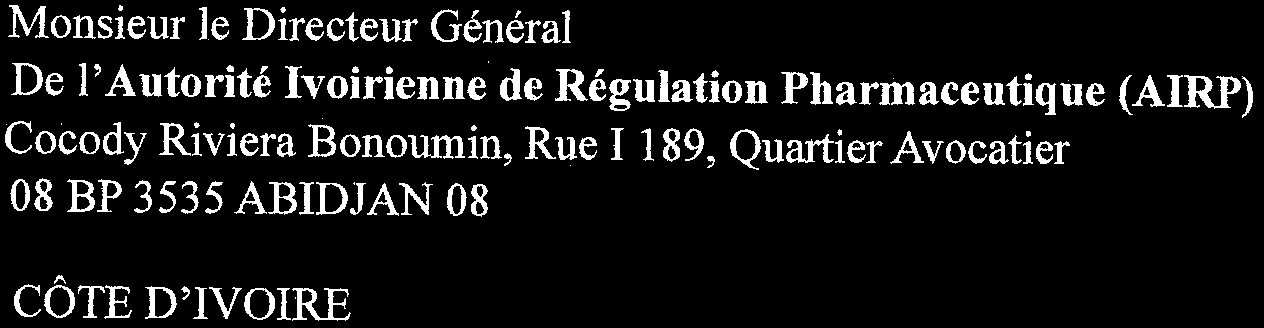 Monsieur le Directeur Général
De l'Autorité Ivoirienne de Régulation Pharmaceutique (AIRP)
Cocody Riviera Bonoumin, Rue I 189, Quartier Avocatier
08 BP 3535 ABIDJAN 08
CÔTE D'IVOIRE